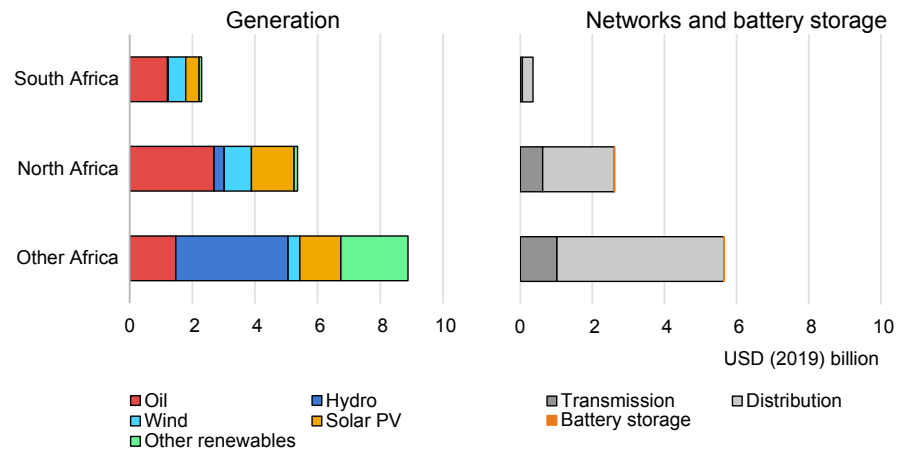 Generation
Networks and battery storage
South Africa
North Africa
Other Africa
0 2 4 6 8 10
0 2 4 6 8 10
USD (2019) billion
Oil
Hydro
Wind
Solar PV
Other renewables
Transmission
Distribution
Battery storage